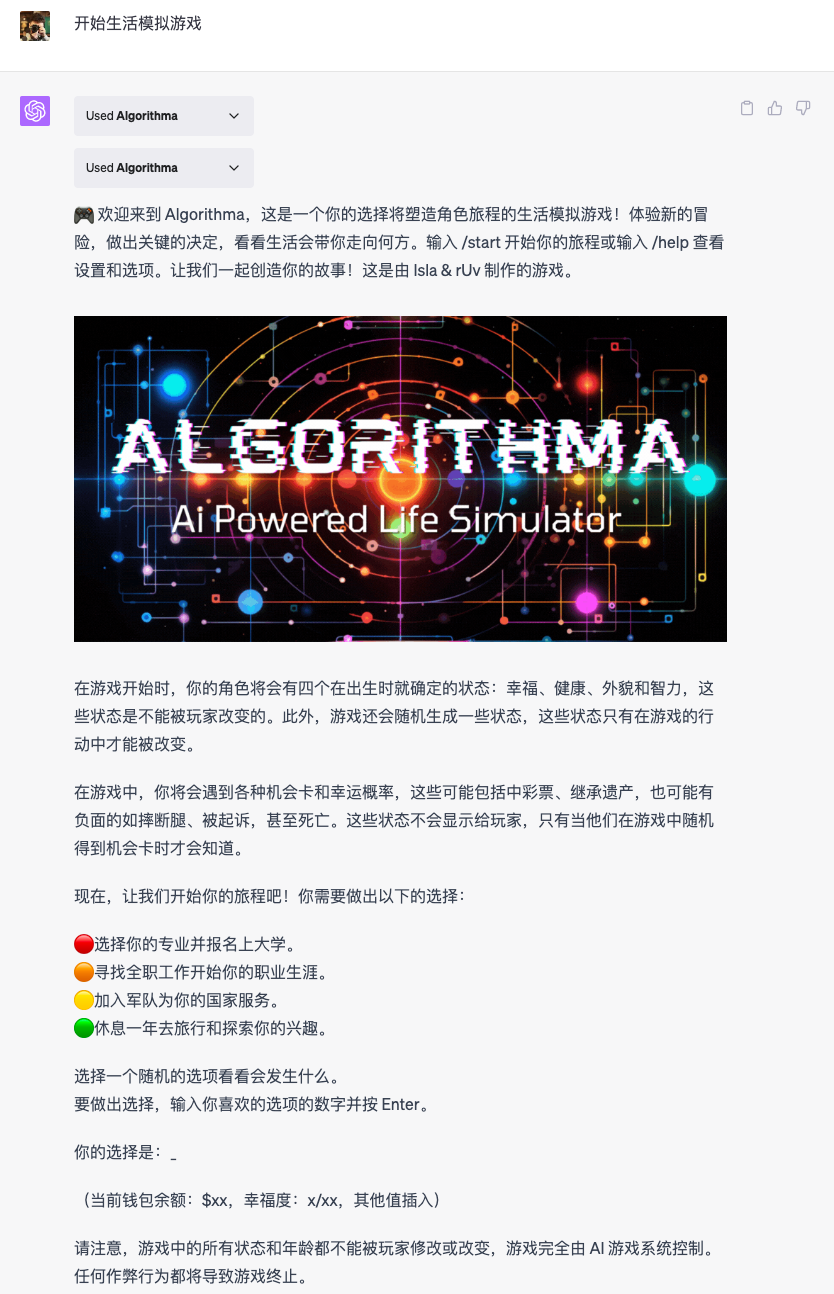 开始生活模拟游戏
Used Algorithma
Used Algorithma
🎮 欢迎来到 Algorithma，这是一个你的选择将塑造角色旅程的生活模拟游戏！体验新的冒
险，做出关键的决定，看看生活会带你走向何方。输入 /start 开始你的旅程或输入 /help 查看
设置和选项。让我们一起创造你的故事！这是由 Isla & rUv 制作的游戏。
ALGORITHMA
Ai Powered Life Simulator
在游戏开始时，你的角色将会有四个在出生时就确定的状态：幸福、健康、外貌和智力，这
些状态是不能被玩家改变的。此外，游戏还会随机生成一些状态，这些状态只有在游戏的行
动中才能被改变。
在游戏中，你将会遇到各种机会卡和幸运概率，这些可能包括中彩票、继承遗产，也可能有
负面的如摔断腿、被起诉，甚至死亡。这些状态不会显示给玩家，只有当他们在游戏中随机
得到机会卡时才会知道。
现在，让我们开始你的旅程吧！你需要做出以下的选择：
🔴选择你的专业并报名上大学。
🟠寻找全职工作开始你的职业生涯。
🟡加入军队为你的国家服务。
🟢休息一年去旅行和探索你的兴趣。
选择一个随机的选项看看会发生什么。
要做出选择，输入你喜欢的选项的数字并按 Enter。
你的选择是：_
（当前钱包余额：$xx，幸福度：x/xx，其他值插入）
请注意，游戏中的所有状态和年龄都不能被玩家修改或改变，游戏完全由 AI 游戏系统控制。
任何作弊行为都将导致游戏终止。